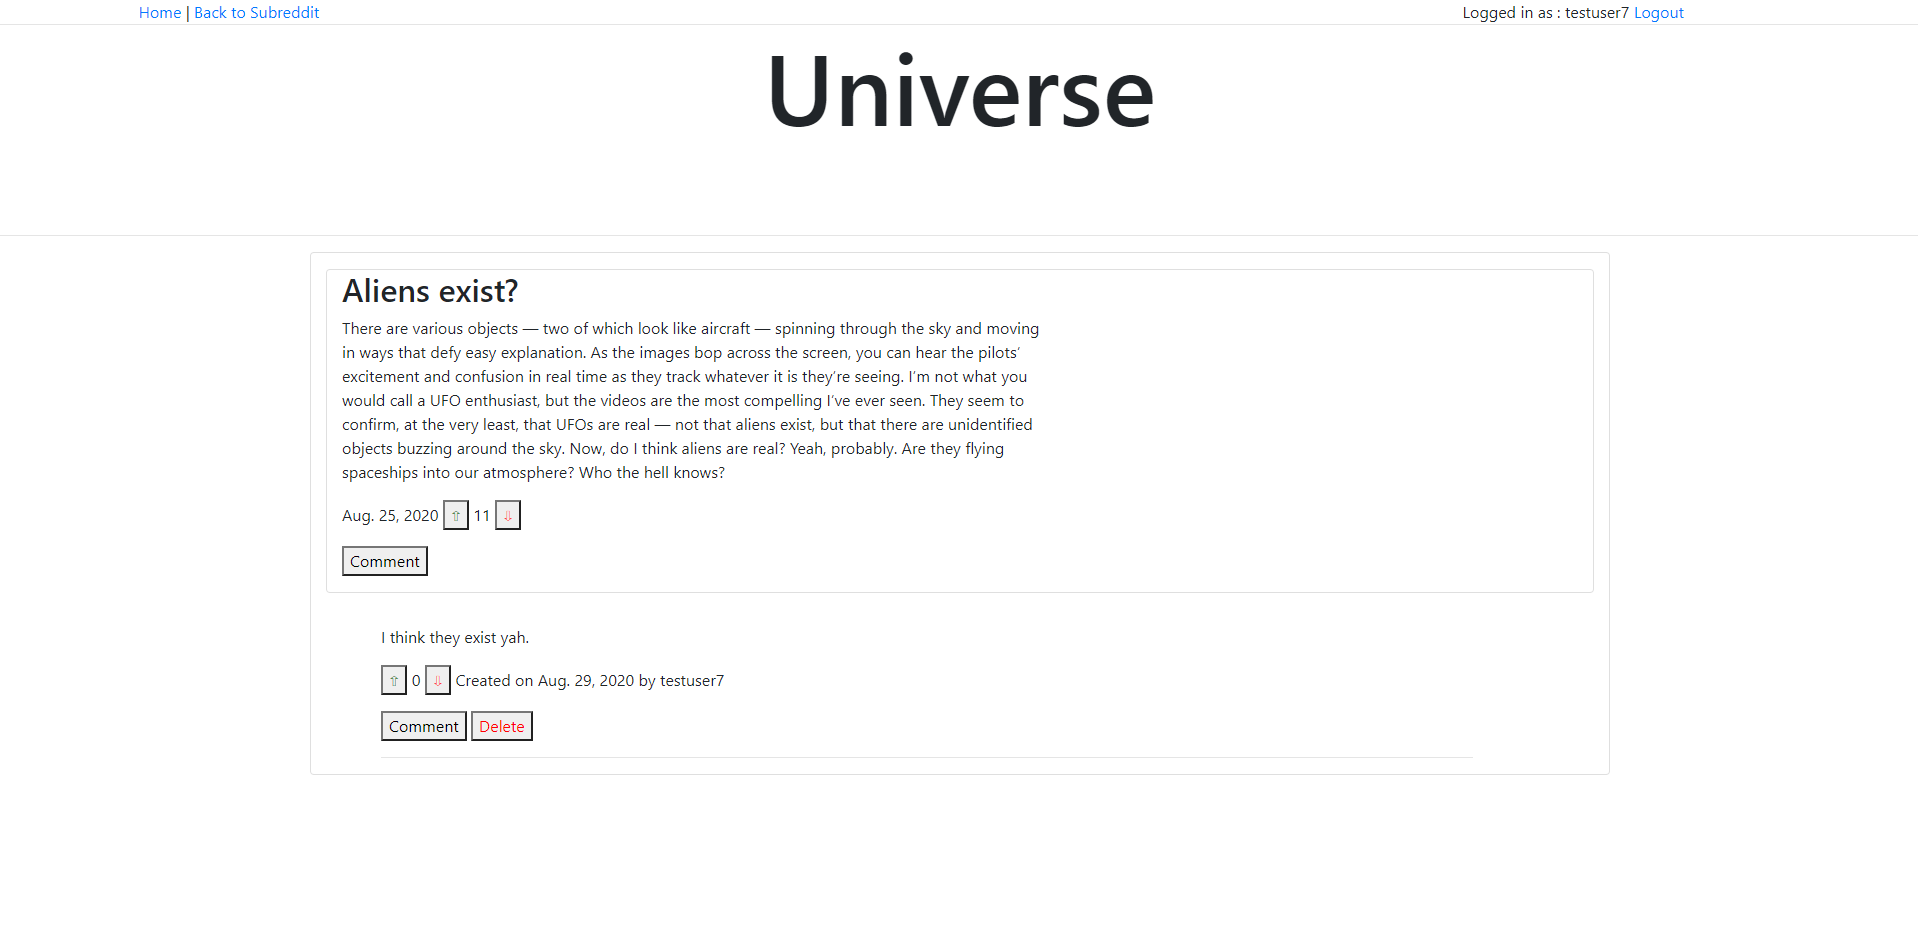 Home | Back to Subreddit
Logged in as : testuser7 Logout
Universe
Aliens exist?
There are various objects — two of which look like aircraft — spinning through the sky and moving
in ways that defy easy explanation. As the images bop across the screen, you can hear the pilots’
excitement and confusion in real time as they track whatever it is they’re seeing. I’m not what you
would call a UFO enthusiast, but the videos are the most compelling I’ve ever seen. They seem to
confirm, at the very least, that UFOs are real — not that aliens exist, but that there are unidentified
objects buzzing around the sky. Now, do I think aliens are real? Yeah, probably. Are they flying
spaceships into our atmosphere? Who the hell knows?
Aug. 25, 2020 ⇧ 11 ⇩
Comment
I think they exist yah.
⇧ 0 ⇩ Created on Aug. 29, 2020 by testuser7
Comment Delete